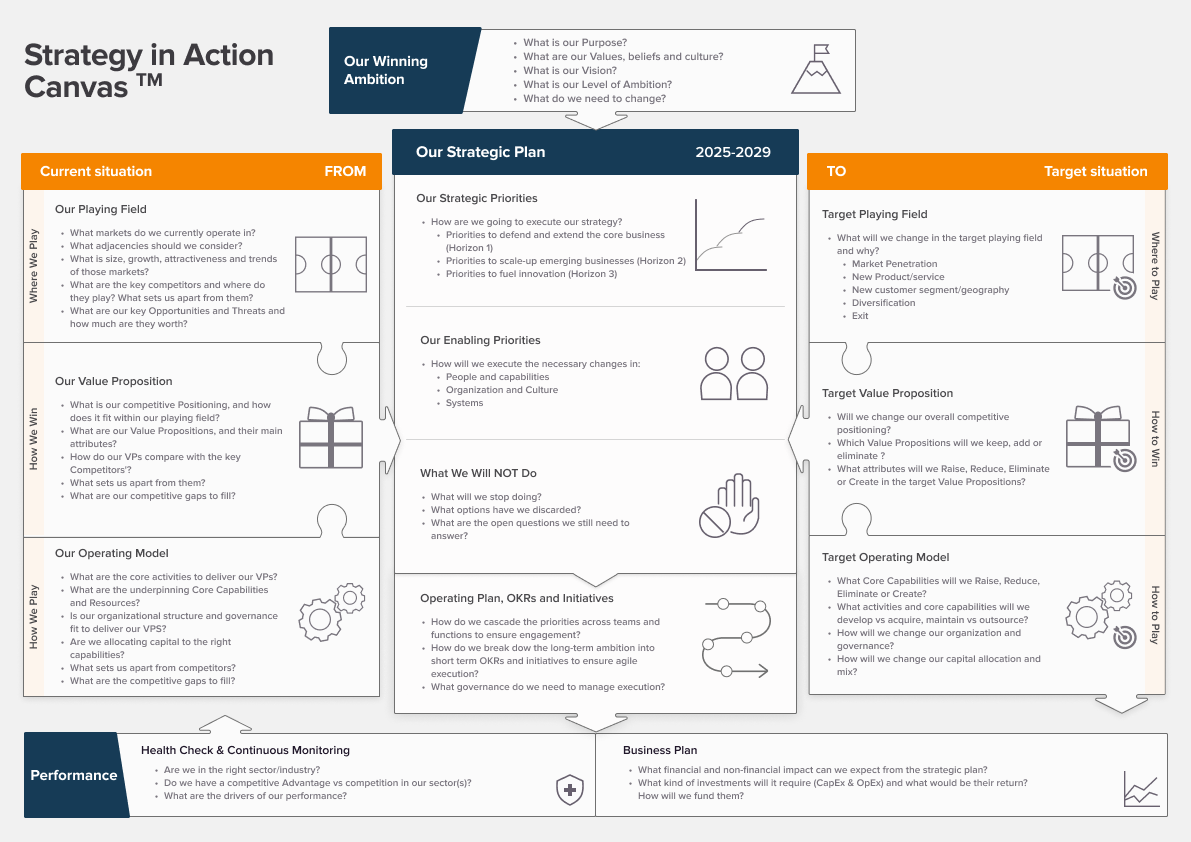 Strategy in Action
Canvas TM
Our Winning
Ambition
• What is our Purpose?
• What are our Values, beliefs and culture?
• What is our Vision?
• What is our Level of Ambition?
• What do we need to change?
Current situation FROM
Where We Play
Our Playing Field
• What markets do we currently operate in?
• What adjacencies should we consider?
• What is size, growth, attractiveness and trends
of those markets?
• What are the key competitors and where do
they play? What sets us apart from them?
• What are our key Opportunities and Threats and
how much are they worth?
How We Win
Our Value Proposition
• What is our competitive Positioning, and how
does it fit within our playing field?
• What are our Value Propositions, and their main
attributes?
• How do our VPs compare with the key
Competitors'?
• What sets us apart from them?
• What are our competitive gaps to fill?
How We Play
Our Operating Model
• What are the core activities to deliver our VPs?
• What are the underpinning Core Capabilities
and Resources?
• Is our organizational structure and governance
fit to deliver our VPS?
• Are we allocating capital to the right
capabilities?
• What sets us apart from competitors?
• What are the competitive gaps to fill?
Our Strategic Plan 2025-2029
Our Strategic Priorities
• How are we going to execute our strategy?
• Priorities to defend and extend the core business
(Horizon 1)
• Priorities to scale-up emerging businesses (Horizon 2)
• Priorities to fuel innovation (Horizon 3)
Our Enabling Priorities
• How will we execute the necessary changes in:
• People and capabilities
• Organization and Culture
• Systems
What We Will NOT Do
• What will we stop doing?
• What options have we discarded?
• What are the open questions we still need to
answer?
Operating Plan, OKRs and Initiatives
• How do we cascade the priorities across teams and
functions to ensure engagement?
• How do we break dow the long-term ambition into
short term OKRs and initiatives to ensure agile
execution?
• What governance do we need to manage execution?
TO Target situation
Target Playing Field
• What will we change in the target playing field
and why?
• Market Penetration
• New Product/service
• New customer segment/geography
• Diversification
• Exit
Where to Play
Target Value Proposition
• Will we change our overall competitive
positioning?
• Which Value Propositions will we keep, add or
eliminate ?
• What attributes will we Raise, Reduce, Eliminate
or Create in the target Value Propositions?
How to Win
Target Operating Model
• What Core Capabilities will we Raise, Reduce,
Eliminate or Create?
• What activities and core capabilities will we
develop vs acquire, maintain vs outsource?
• How will we change our organization and
governance?
• How will we change our capital allocation and
mix?
How to Play
Performance
Health Check & Continuous Monitoring
• Are we in the right sector/industry?
• Do we have a competitive Advantage vs competition in our sector(s)?
• What are the drivers of our performance?
Business Plan
• What financial and non-financial impact can we expect from the strategic plan?
• What kind of investments will it require (CapEx & OpEx) and what would be their return?
How will we fund them?